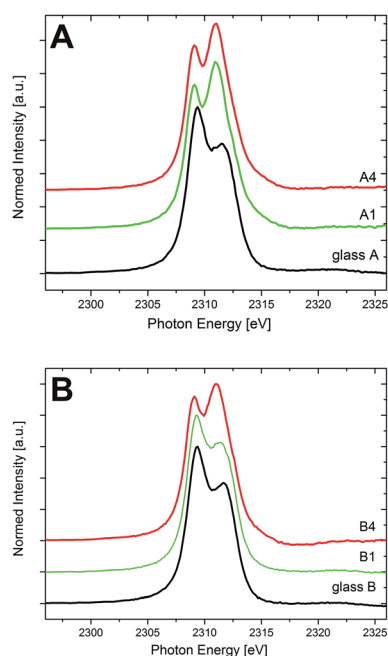 A
Normed Intensity [a.u.]
A4
A1
glass A
2300 2305 2310 2315 2320 2325
Photon Energy [eV]
B
Normed Intensity [a.u.]
B4
B1
glass B
2300 2305 2310 2315 2320 2325
Photon Energy [eV]